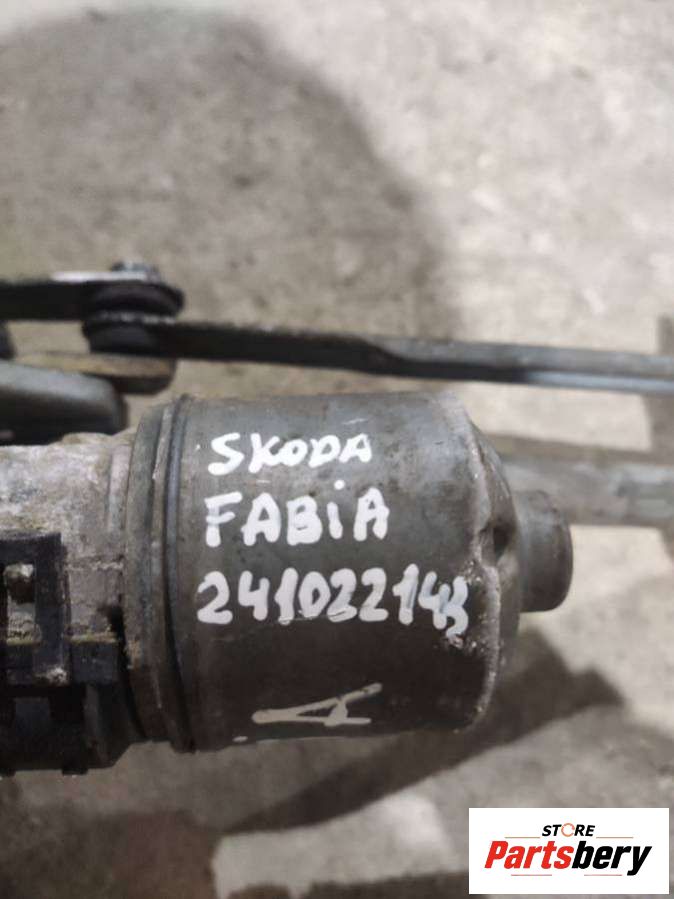 SKODA
FABiA
241022143
A
STORE
Partsbery